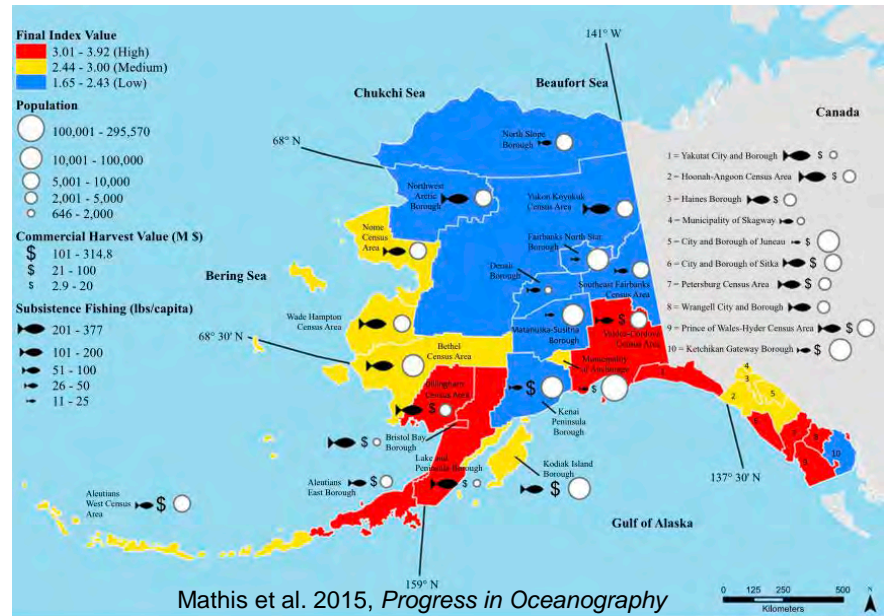 Final Index Value
3.01 - 3.92 (High)
2.44 - 3.00 (Medium)
1.65 - 2.43 (Low)
Population
100,001 - 295,570
10,001 - 100,000
5,001 - 10,000
2,001 - 5,000
646 - 2,000
Commercial Harvest Value (M $)
$ 101 - 314.8
$ 21 - 100
$ 2.9 - 20
Subsistence Fishing (lbs/capita)
201 - 377
101 - 200
51 - 100
26 - 50
11 - 25
141° W
Beaufort Sea
Chukchi Sea
Canada
68° N
North Slope
Borough
Northwest
Arctic
Borough
Yukon Koyukuk
Census Area
Nome
Census
Area
Fairbanks North Star
Borough
Denali
Borough
Southeast Fairbanks
Census Area
Bering Sea
Wade Hampton
Census Area
68° 30' N
Bethel
Census Area
Matanuska-Susitna
Borough
Valdez-Cordova
Census Area
$
Municipality
of Anchorage
$
Dillingham
Census Area
$
Kenai
Peninsula
Borough
$
Bristol Bay
Borough
$
Lake and
Peninsula Borough
$
Aleutians
East Borough
$
Kodiak Island
Borough
$
Aleutians
West Census
Area
$
1 = Yakutat City and Borough $
2 = Hoonah-Angoon Census Area $
3 = Haines Borough $
4 = Municipality of Skagway
5 = City and Borough of Juneau $
6 = City and Borough of Sitka $
7 = Petersburg Census Area $
8 = Wrangell City and Borough
9 = Prince of Wales-Hyder Census Area $
10 = Ketchikan Gateway Borough $
1
4
3
2
5
6
7
8
9
10
137° 30' N
Gulf of Alaska
159° N
Mathis et al. 2015, Progress in Oceanography
0 125 250 500
Kilometers